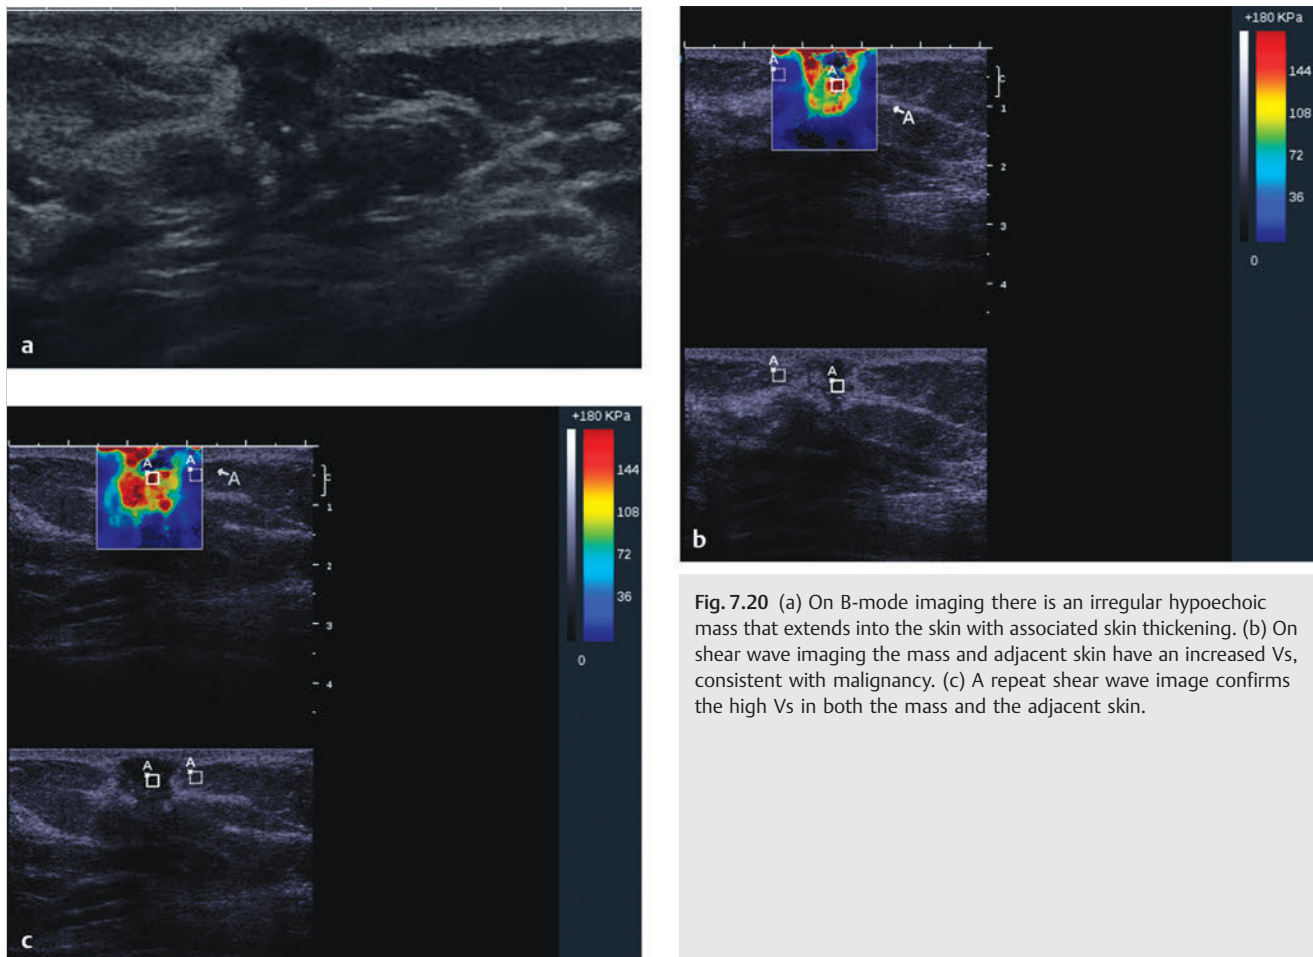 a
+180 KPa
A
A
C
144
1
A
108
2
72
3
36
4
0
A
A
b
+180 KPa
A
A
A
C
144
1
108
2
72
3
36
4
0
A
A
c
Fig. 7.20 (a) On B-mode imaging there is an irregular hypoechoic
mass that extends into the skin with associated skin thickening. (b) On
shear wave imaging the mass and adjacent skin have an increased Vs,
consistent with malignancy. (c) A repeat shear wave image confirms
the high Vs in both the mass and the adjacent skin.